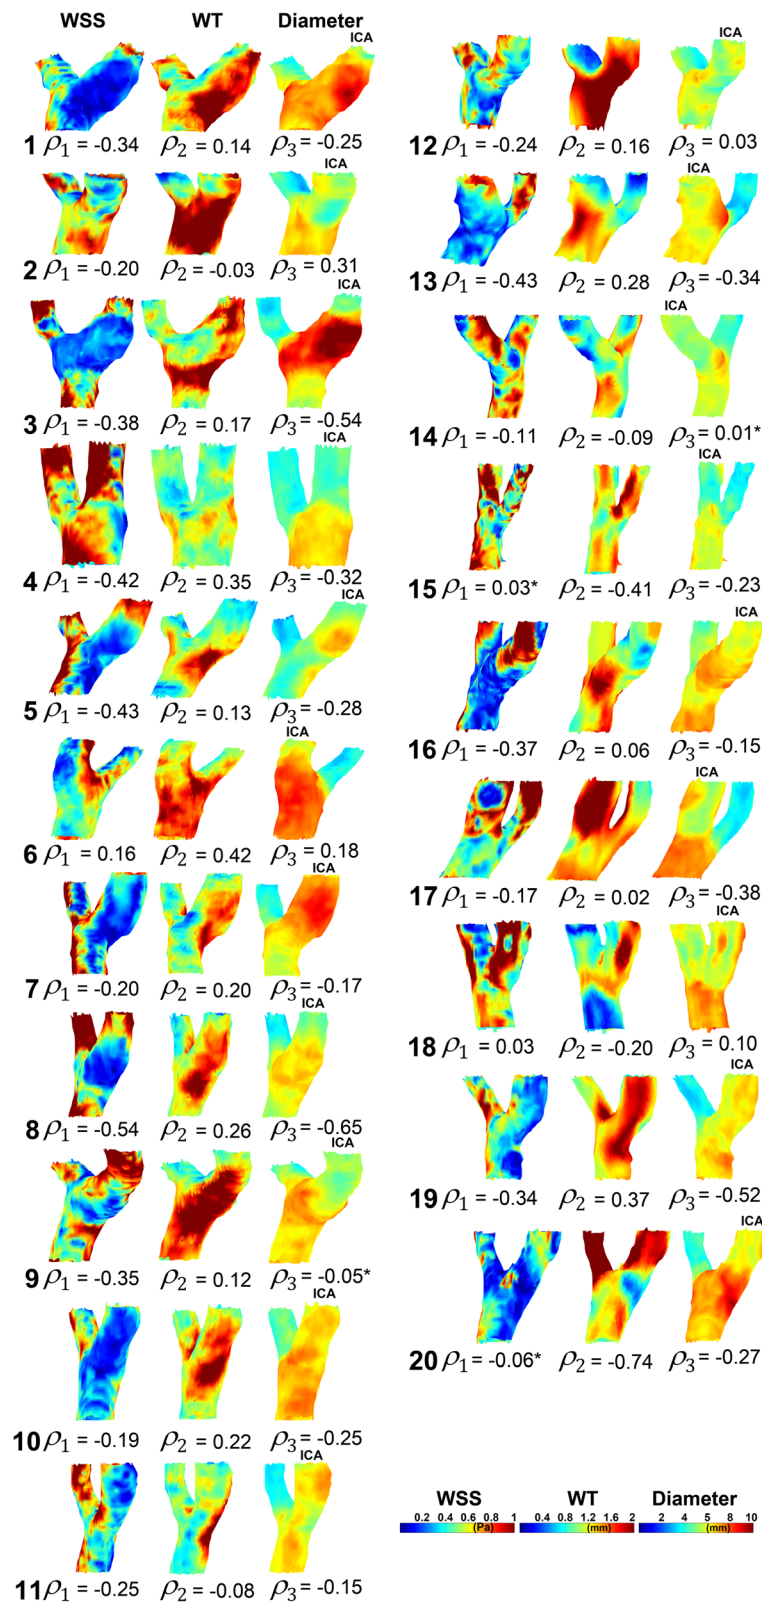 WSS WT Diameter
ICA
1 ρ1 = -0.34 ρ2 = 0.14 ρ3 = -0.25
ICA
2 ρ1 = -0.20 ρ2 = -0.03 ρ3 = 0.31
ICA
3 ρ1 = -0.38 ρ2 = 0.17 ρ3 = -0.54
ICA
4 ρ1 = -0.42 ρ2 = 0.35 ρ3 = -0.32
ICA
5 ρ1 = -0.43 ρ2 = 0.13 ρ3 = -0.28
ICA
6 ρ1 = 0.16 ρ2 = 0.42 ρ3 = 0.18
ICA
7 ρ1 = -0.20 ρ2 = 0.20 ρ3 = -0.17
ICA
8 ρ1 = -0.54 ρ2 = 0.26 ρ3 = -0.65
ICA
9 ρ1 = -0.35 ρ2 = 0.12 ρ3 = -0.05*
ICA
10 ρ1 = -0.19 ρ2 = 0.22 ρ3 = -0.25
ICA
11 ρ1 = -0.25 ρ2 = -0.08 ρ3 = -0.15
ICA
12 ρ1 = -0.24 ρ2 = 0.16 ρ3 = 0.03
ICA
13 ρ1 = -0.43 ρ2 = 0.28 ρ3 = -0.34
ICA
14 ρ1 = -0.11 ρ2 = -0.09 ρ3 = 0.01*
ICA
15 ρ1 = 0.03* ρ2 = -0.41 ρ3 = -0.23
ICA
16 ρ1 = -0.37 ρ2 = 0.06 ρ3 = -0.15
ICA
17 ρ1 = -0.17 ρ2 = 0.02 ρ3 = -0.38
ICA
18 ρ1 = 0.03 ρ2 = -0.20 ρ3 = 0.10
ICA
19 ρ1 = -0.34 ρ2 = 0.37 ρ3 = -0.52
ICA
20 ρ1 = -0.06* ρ2 = -0.74 ρ3 = -0.27
WSS WT Diameter
0.2 0.4 0.6 0.8 1 0.4 0.8 1.2 1.6 2 2 4 5 8 10
(Pa) (mm) (mm)